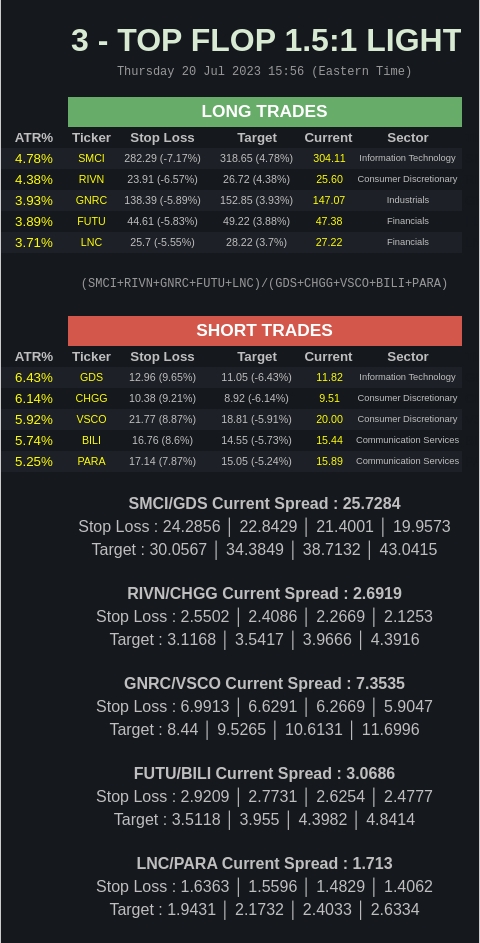 3 - TOP FLOP 1.5:1 LIGHT
Thursday 20 Jul 2023 15:56 (Eastern Time)
LONG TRADES
ATR% Ticker Stop Loss Target Current Sector
4.78% SMCI 282.29 (-7.17%) 318.65 (4.78%) 304.11 Information Technology
4.38% RIVN 23.91 (-6.57%) 26.72 (4.38%) 25.60 Consumer Discretionary
3.93% GNRC 138.39 (-5.89%) 152.85 (3.93%) 147.07 Industrials
3.89% FUTU 44.61 (-5.83%) 49.22 (3.88%) 47.38 Financials
3.71% LNC 25.7 (-5.55%) 28.22 (3.7%) 27.22 Financials
(SMCI+RIVN+GNRC+FUTU+LNC)/(GDS+CHGG+VSCO+BILI+PARA)
SHORT TRADES
ATR% Ticker Stop Loss Target Current Sector
6.43% GDS 12.96 (9.65%) 11.05 (-6.43%) 11.82 Information Technology
6.14% CHGG 10.38 (9.21%) 8.92 (-6.14%) 9.51 Consumer Discretionary
5.92% VSCO 21.77 (8.87%) 18.81 (-5.91%) 20.00 Consumer Discretionary
5.74% BILI 16.76 (8.6%) 14.55 (-5.73%) 15.44 Communication Services
5.25% PARA 17.14 (7.87%) 15.05 (-5.24%) 15.89 Communication Services
SMCI/GDS Current Spread : 25.7284
Stop Loss : 24.2856 │ 22.8429 │ 21.4001 │ 19.9573
Target : 30.0567 │ 34.3849 │ 38.7132 │ 43.0415
RIVN/CHGG Current Spread : 2.6919
Stop Loss : 2.5502 │ 2.4086 │ 2.2669 │ 2.1253
Target : 3.1168 │ 3.5417 │ 3.9666 │ 4.3916
GNRC/VSCO Current Spread : 7.3535
Stop Loss : 6.9913 │ 6.6291 │ 6.2669 │ 5.9047
Target : 8.44 │ 9.5265 │ 10.6131 │ 11.6996
FUTU/BILI Current Spread : 3.0686
Stop Loss : 2.9209 │ 2.7731 │ 2.6254 │ 2.4777
Target : 3.5118 │ 3.955 │ 4.3982 │ 4.8414
LNC/PARA Current Spread : 1.713
Stop Loss : 1.6363 │ 1.5596 │ 1.4829 │ 1.4062
Target : 1.9431 │ 2.1732 │ 2.4033 │ 2.6334